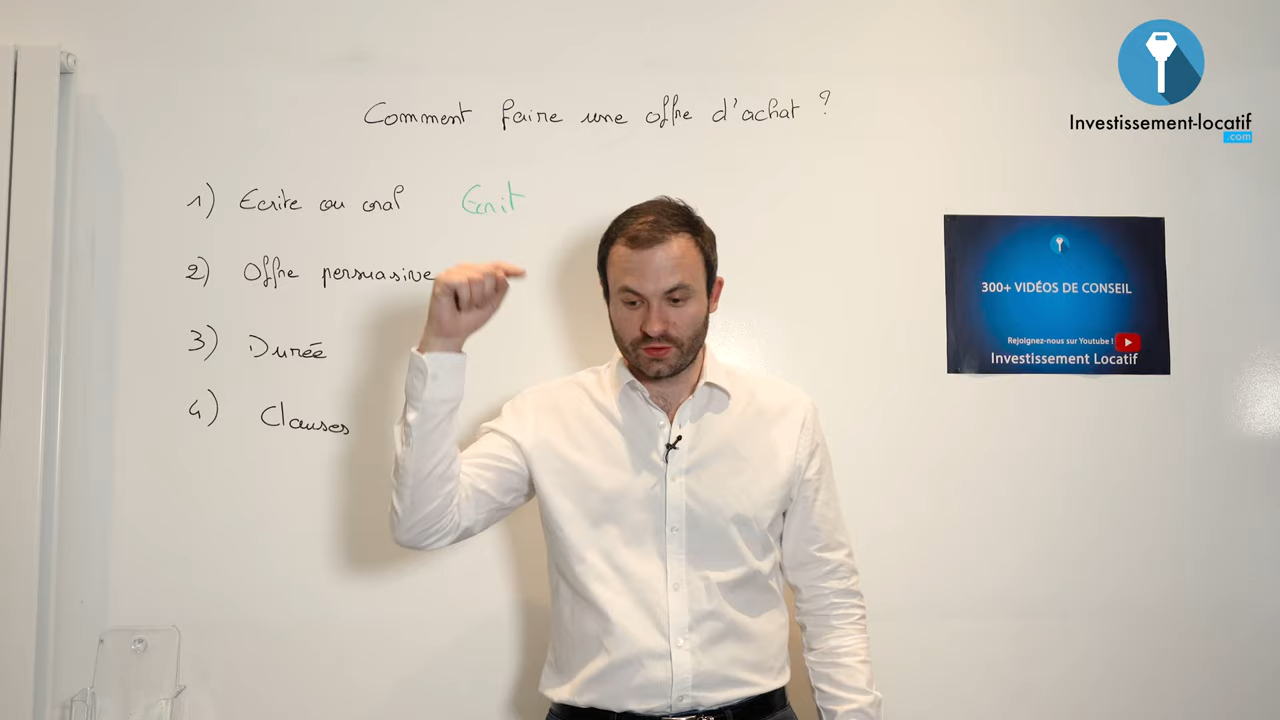 Comment faire une offre d'achat ?
1) Ecrite ou oral Ecrit
2) Offre persuasive
3) Durée
4) Clauses
Investissement-locatif
.com
300+ VIDÉOS DE CONSEIL
Rejoignez-nous sur Youtube !
Investissement Locatif